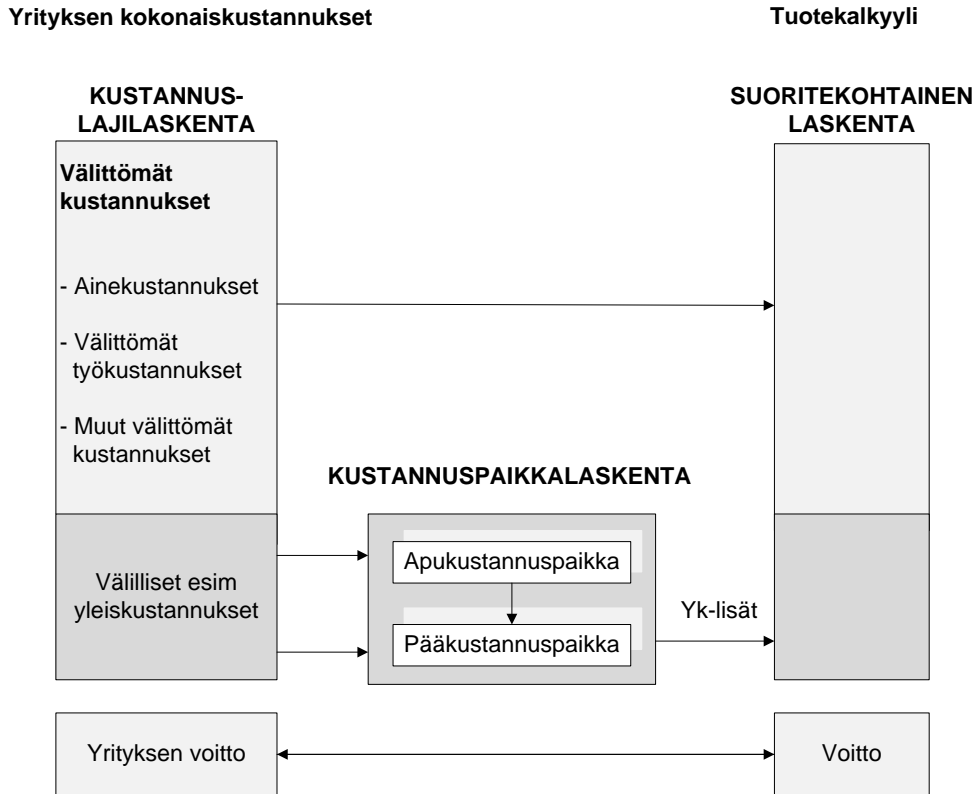 Yrityksen kokonaiskustannukset
Tuotekalkyyli
KUSTANNUS-
LAJILASKENTA
SUORITEKOHTAINEN
LASKENTA
Välittömät
kustannukset
- Ainekustannukset
- Välittömät
työkustannukset
- Muut välittömät
kustannukset
KUSTANNUSPAIKKALASKENTA
Välilliset esim
yleiskustannukset
Apukustannuspaikka
Pääkustannuspaikka
Yk-lisät
Yrityksen voitto
Voitto